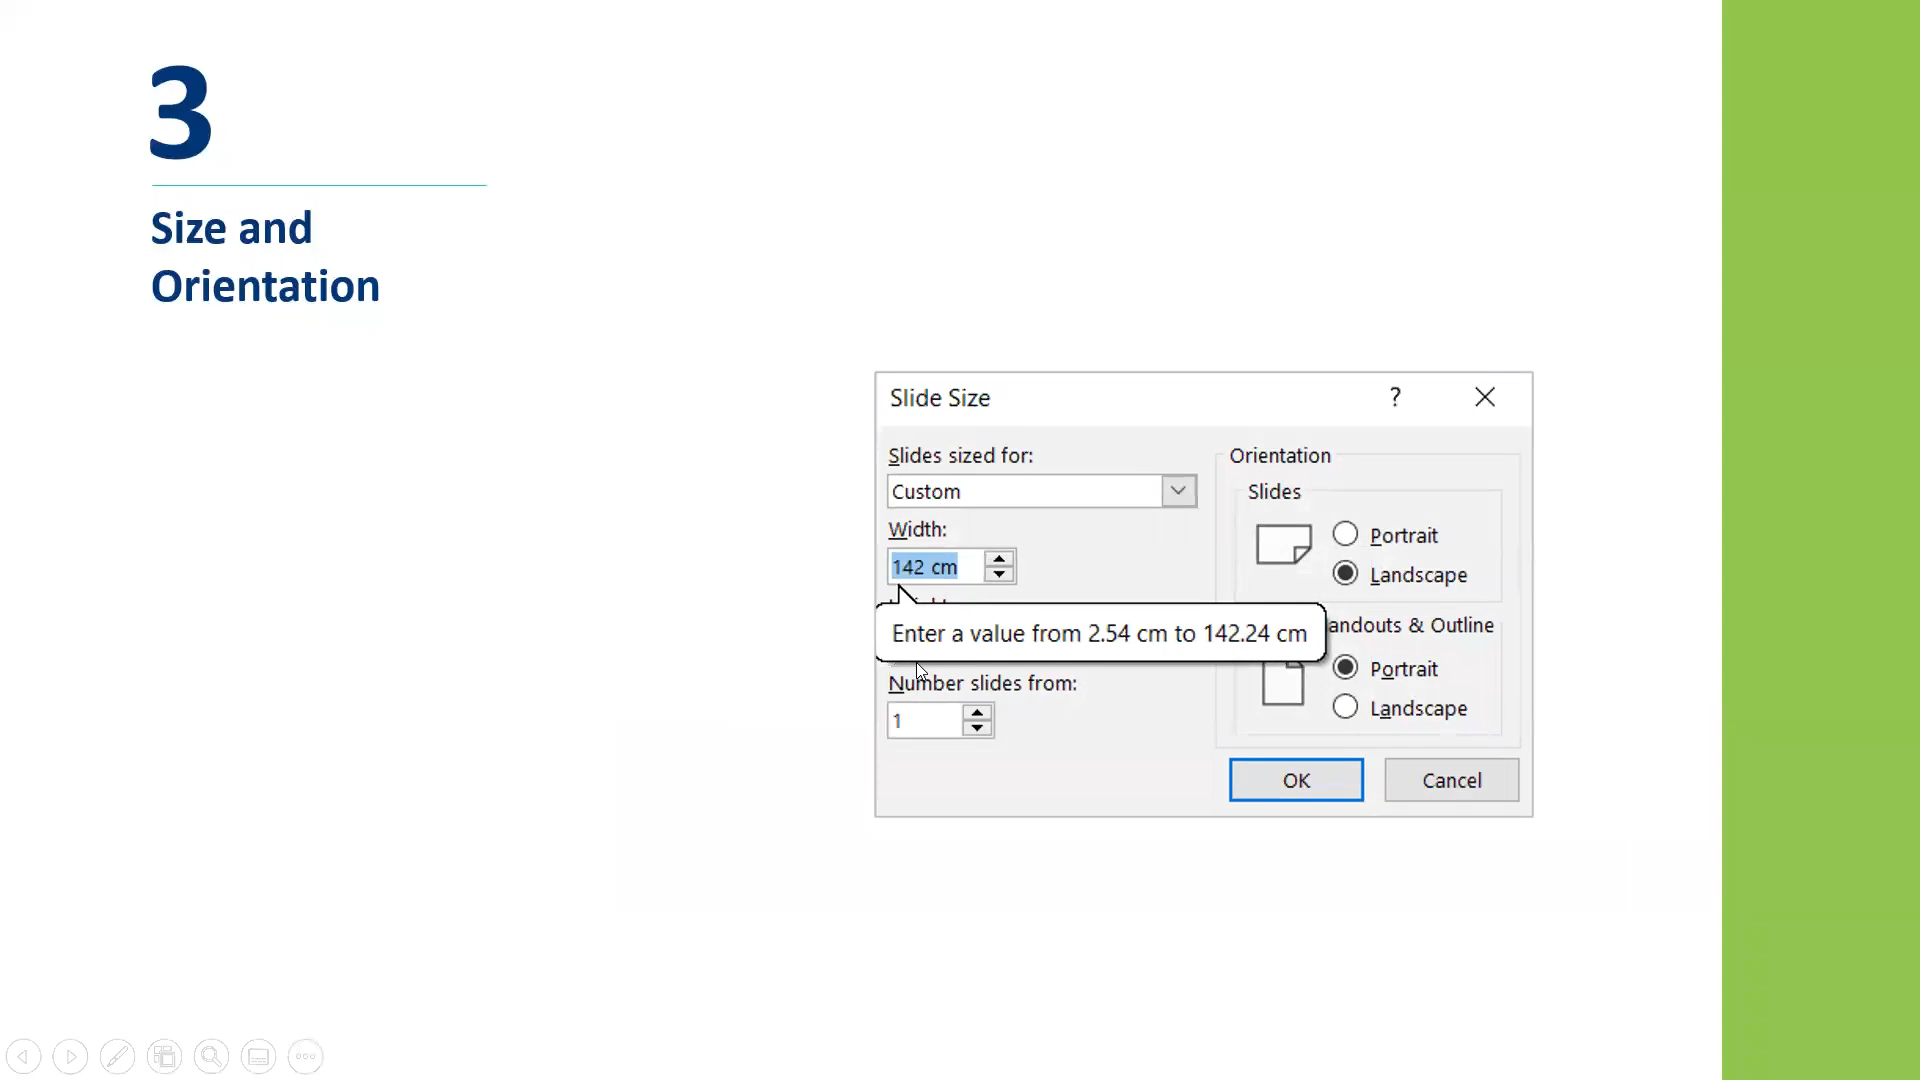 3
Size and
Orientation
Slide Size
?
Slides sized for:
Custom
Width:
142 cm
Enter a value from 2.54 cm to 142.24 cm
Number slides from:
1
Orientation
Slides
Portrait
Landscape
andouts & Outline
Portrait
Landscape
OK
Cancel